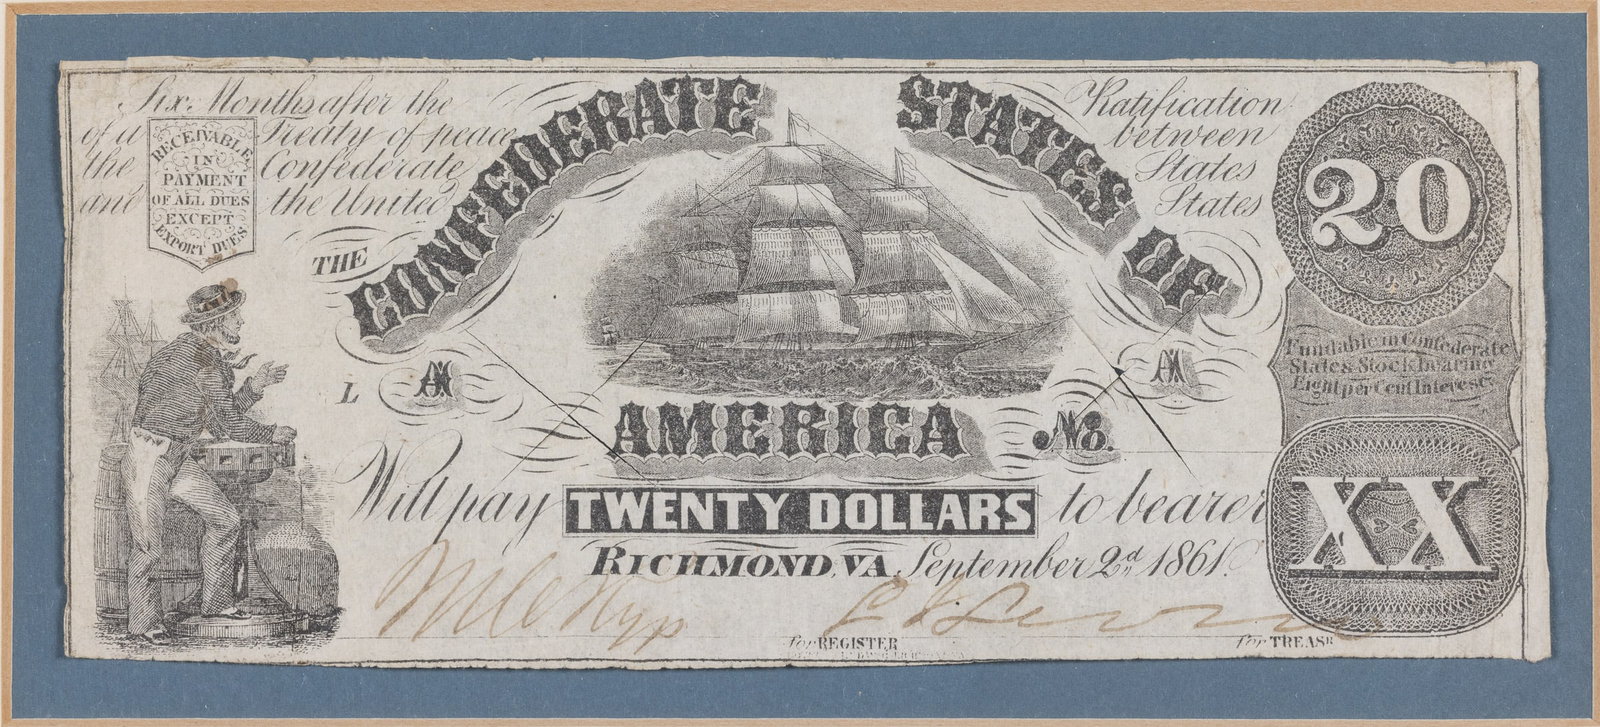 Six Months after the Ratification
of a Treaty of peace between
the Confederate States
and the United States
RECEIVABLE
IN
PAYMENT
OF ALL DUES
EXCEPT
EXPORT DUES
THE CONFEDERATE STATES OF
AMERICA
L A A
No.
20
Fundable in Confederate
States Stock bearing
Eight per Cent Interest
XX
Will pay TWENTY DOLLARS to bearer
RICHMOND, VA September 2d 1861.
For REGISTER
For TREASR